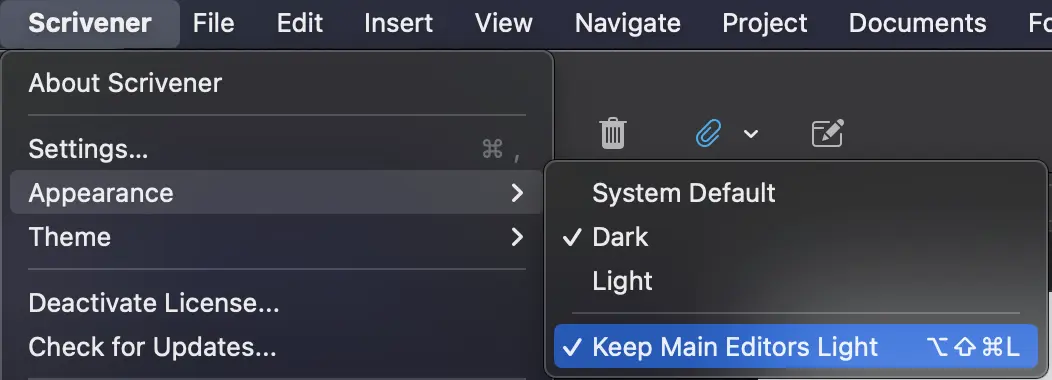 Scrivener File Edit Insert View Navigate Project Documents
About Scrivener
Settings... ⌘ ,
Appearance
Theme
Deactivate License...
Check for Updates...
System Default
✓ Dark
Light
✓ Keep Main Editors Light ⌥⇧⌘L